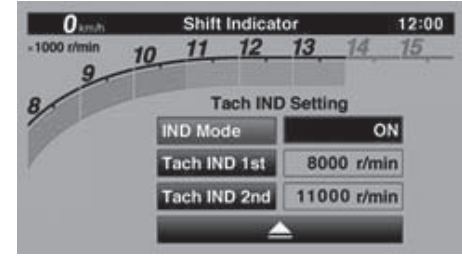 0 km/h Shift Indicator 12:00
×1000 r/min
8 9 10 11 12 13 14 15
Tach IND Setting
IND Mode ON
Tach IND 1st 8000 r/min
Tach IND 2nd 11000 r/min